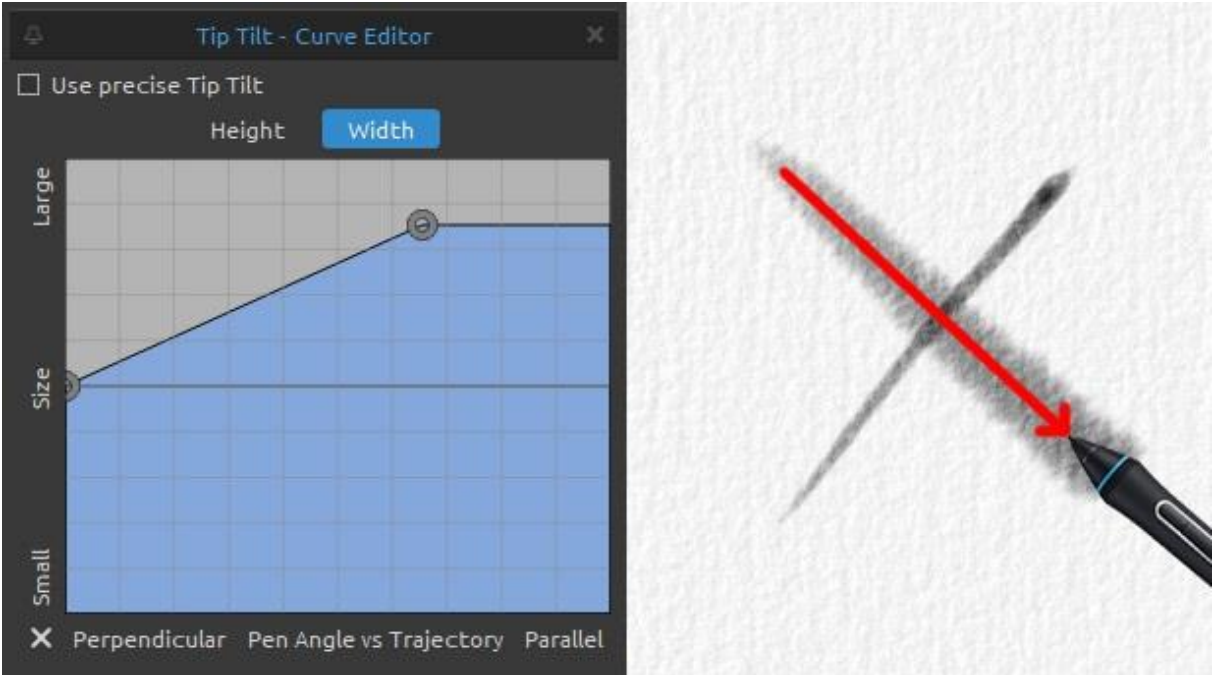 Tip Tilt - Curve Editor
Use precise Tip Tilt
Height Width
Large
Size
Small
Perpendicular Pen Angle vs Trajectory Parallel